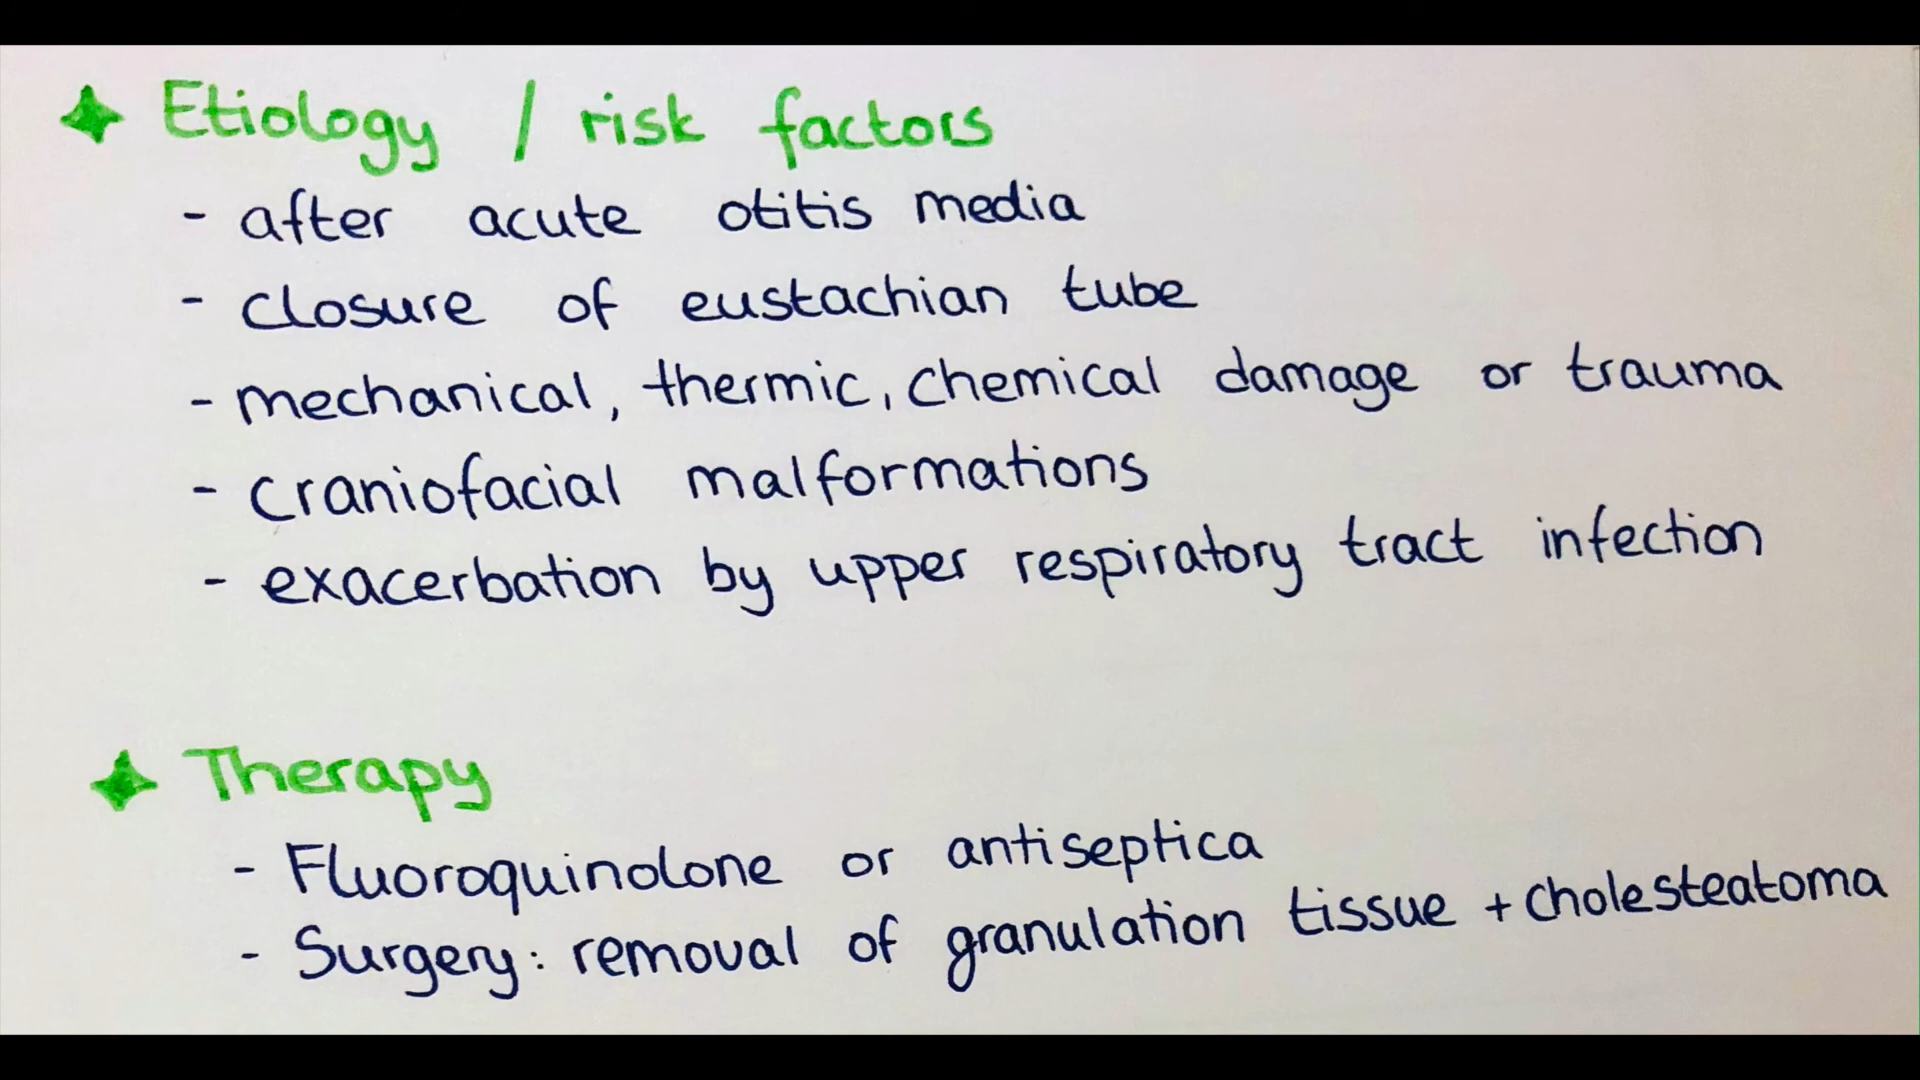 Etiology / risk factors
- after acute otitis media
- closure of eustachian tube
- mechanical, thermic, chemical damage or trauma
- craniofacial malformations
- exacerbation by upper respiratory tract infection
Therapy
- Fluoroquinolone or antiseptica
- Surgery: removal of granulation tissue + cholesteatoma